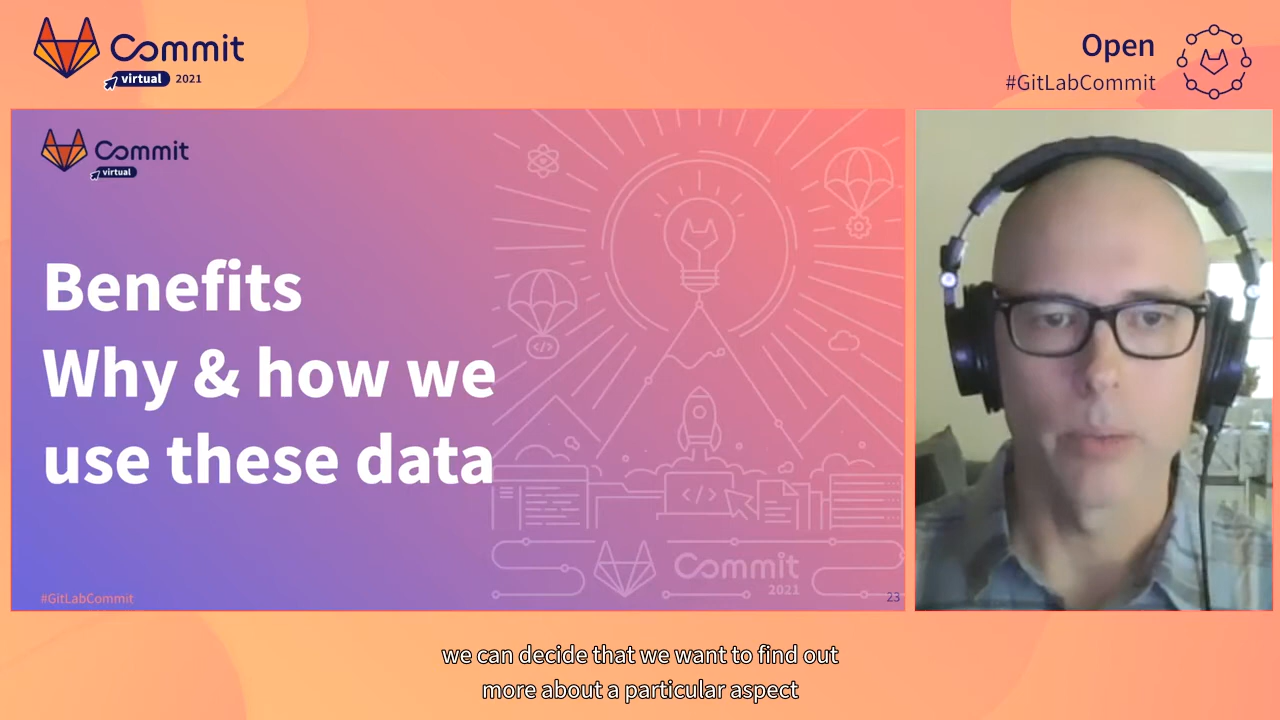 Commit
virtual 2021
Open
#GitLabCommit
Commit
virtual
Benefits
Why & how we
use these data
</>
</>
Commit
2021
#GitLabCommit
23
we can decide that we want to find out
more about a particular aspect